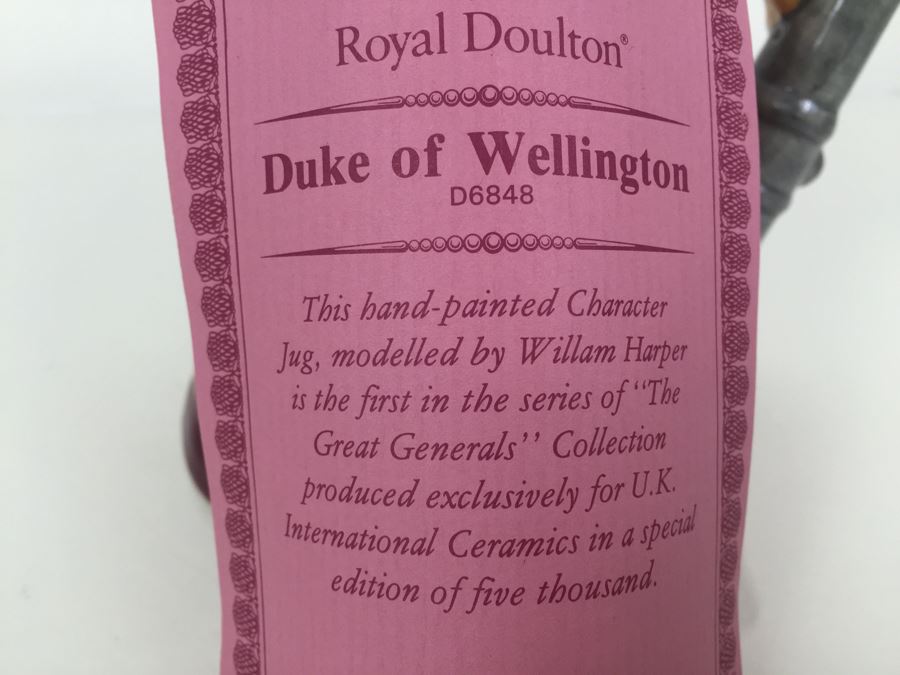 Royal Doulton®
Duke of Wellington
D6848
This hand-painted Character
Jug, modelled by Willam Harper
is the first in the series of “The
Great Generals’’ Collection
produced exclusively for U.K.
International Ceramics in a special
edition of five thousand.